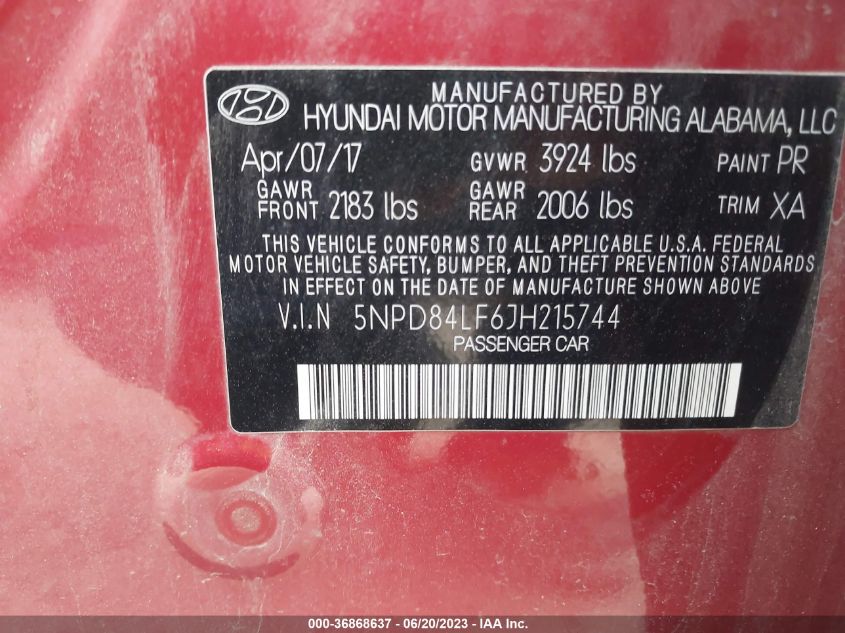 MANUFACTURED BY
HYUNDAI MOTOR MANUFACTURING ALABAMA, LLC
Apr/07/17 GVWR 3924 lbs PAINT PR
GAWR FRONT 2183 lbs GAWR REAR 2006 lbs TRIM XA
THIS VEHICLE CONFORMS TO ALL APPLICABLE U.S.A. FEDERAL
MOTOR VEHICLE SAFETY, BUMPER, AND THEFT PREVENTION STANDARDS
IN EFFECT ON THE DATE OF MANUFACTURE SHOWN ABOVE
V.I.N 5NPD84LF6JH215744
PASSENGER CAR
000-36868637 - 06/20/2023 - IAA Inc.